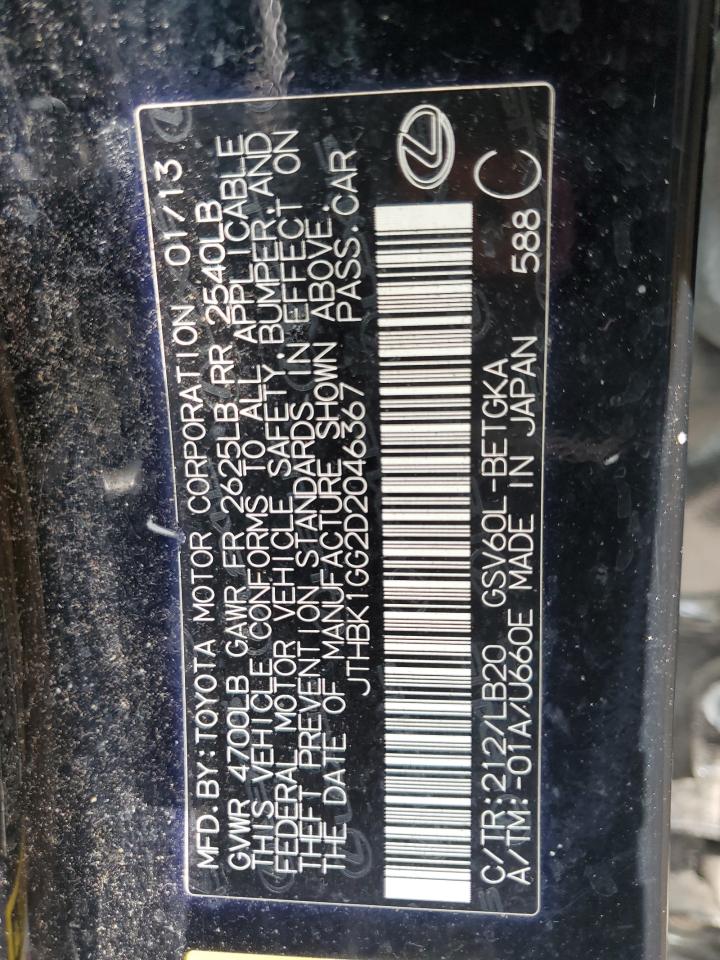 MFD.BY:TOYOTA MOTOR CORPORATION 01/13
GVWR 4700LB GAWR FR 2625LB RR 2540LB
THIS VEHICLE CONFORMS TO ALL APPLICABLE
FEDERAL MOTOR VEHICLE SAFETY,BUMPER,AND
THEFT PREVENTION STANDARDS IN EFFECT ON
THE DATE OF MANUFACTURE SHOWN ABOVE.
JTHBK1GG2D2046367 PASS.CAR
C/TR:212/LB20 GSV60L-BETGKA
A/TM:-01A/U660E MADE IN JAPAN 588
C